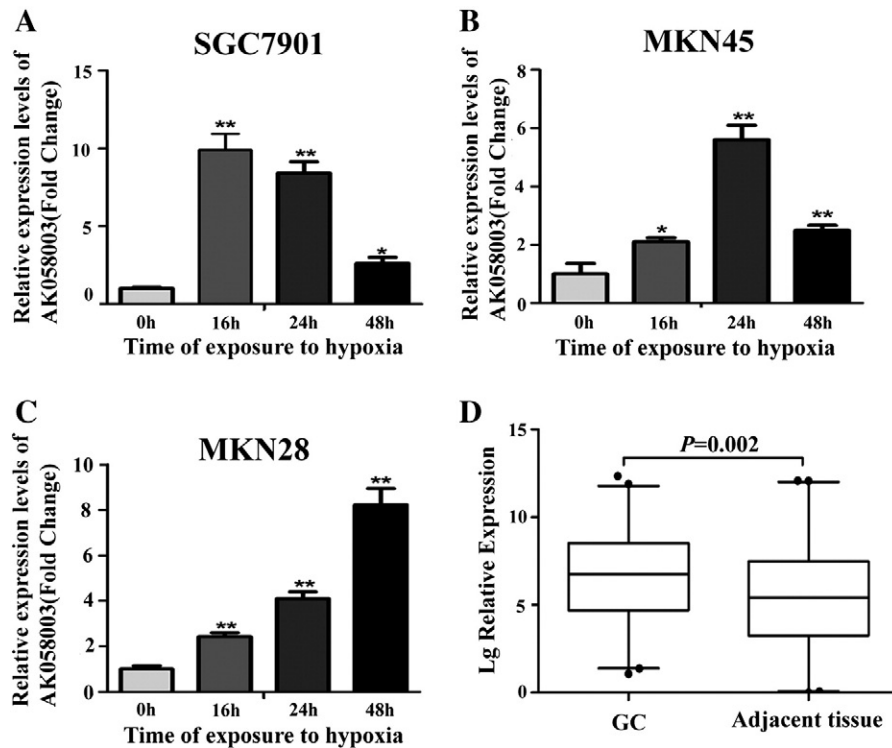 A
SGC7901
Relative expression levels of
AK058003(Fold Change)
15
10
5
0
**
**
*
0h 16h 24h 48h
Time of exposure to hypoxia
B
MKN45
Relative expression levels of
AK058003(Fold Change)
8
6
4
2
0
*
**
**
0h 16h 24h 48h
Time of exposure to hypoxia
C
MKN28
Relative expression levels of
AK058003(Fold Change)
10
8
6
4
2
0
**
**
**
0h 16h 24h 48h
Time of exposure to hypoxia
D
Lg Relative Expression
15
10
5
0
P=0.002
GC Adjacent tissue